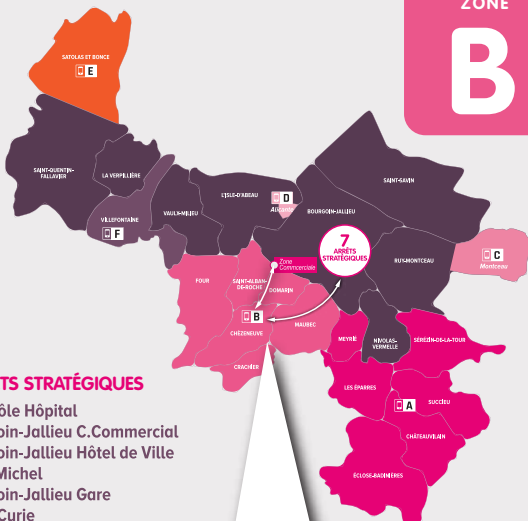 ZONE
B
SATOLAS ET BONCE
E
SAINT-QUENTIN-
FALLAVIER
LA VERPILLIÈRE
VILLEFONTAINE
F
VAULX-MILIEU
L'ISLE-D'ABEAU
D
SAINT-SAVIN
BOURGOIN-JALLIEU
7
ARRÊTS
STRATÉGIQUES
RUY-MONTCEAU
C
Montceau
FOUR
SAINT-ALBAN-
DE-ROCHE
Zone
Commerciale
DOMARIN
B
CHÈZENEUVE
MAUBEC
CRACHIER
MEYRIÉ
NIVOLAS-
VERMELLE
SÉRÉZIN-DE-LA-TOUR
LES ÉPARRES
A
SUCCIEU
CHÂTEAUVILAIN
ÉCLOSE-BADINIÈRES
TS STRATÉGIQUES
ôle Hôpital
oin-Jallieu C.Commercial
oin-Jallieu Hôtel de Ville
Michel
oin-Jallieu Gare
Curie